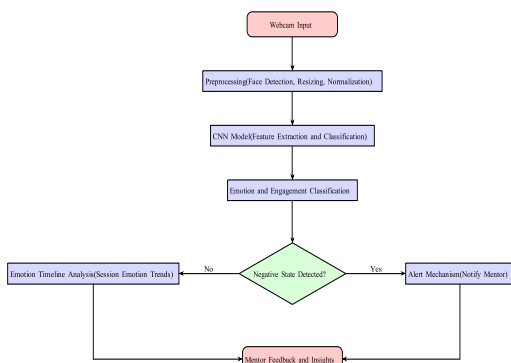 Webcam Input
Preprocessing(Face Detection, Resizing, Normalization)
CNN Model(Feature Extraction and Classification)
Emotion and Engagement Classification
Negative State Detected?
No
Yes
Emotion Timeline Analysis(Session Emotion Trends)
Alert Mechanism(Notify Mentor)
Mentor Feedback and Insights